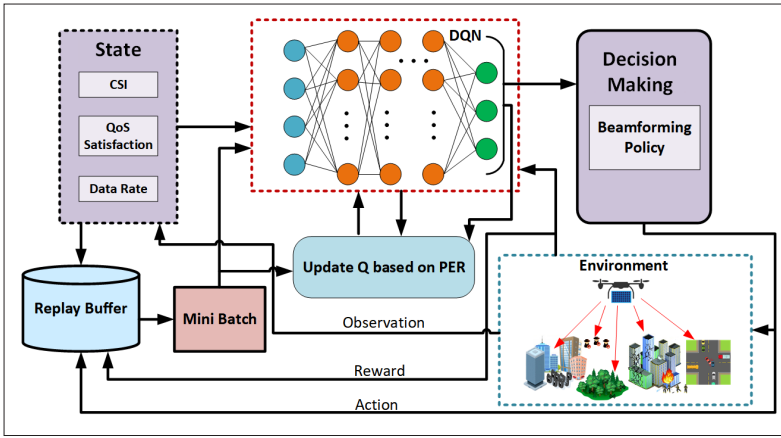 State
CSI
QoS
Satisfaction
Data Rate
DQN
Decision
Making
Beamforming
Policy
Replay Buffer
Mini Batch
Update Q based on PER
Environment
Observation
Reward
Action